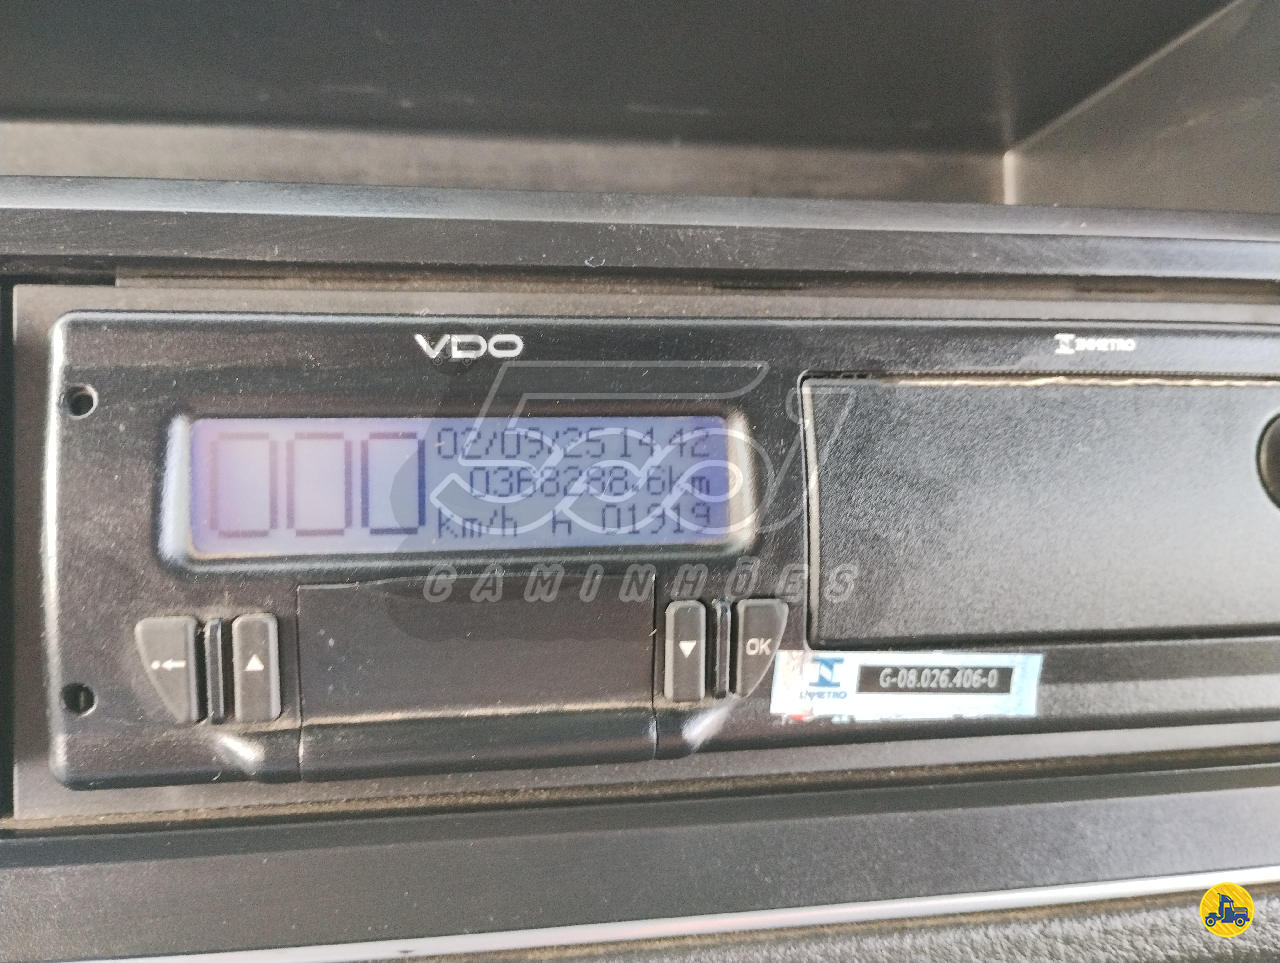 VDO
INMETRO
000
02/09/25 14:42
0368288.6km
km/h h 01919
5001
CAMINHÕES
OK
INMETRO
G-08.026.406-0